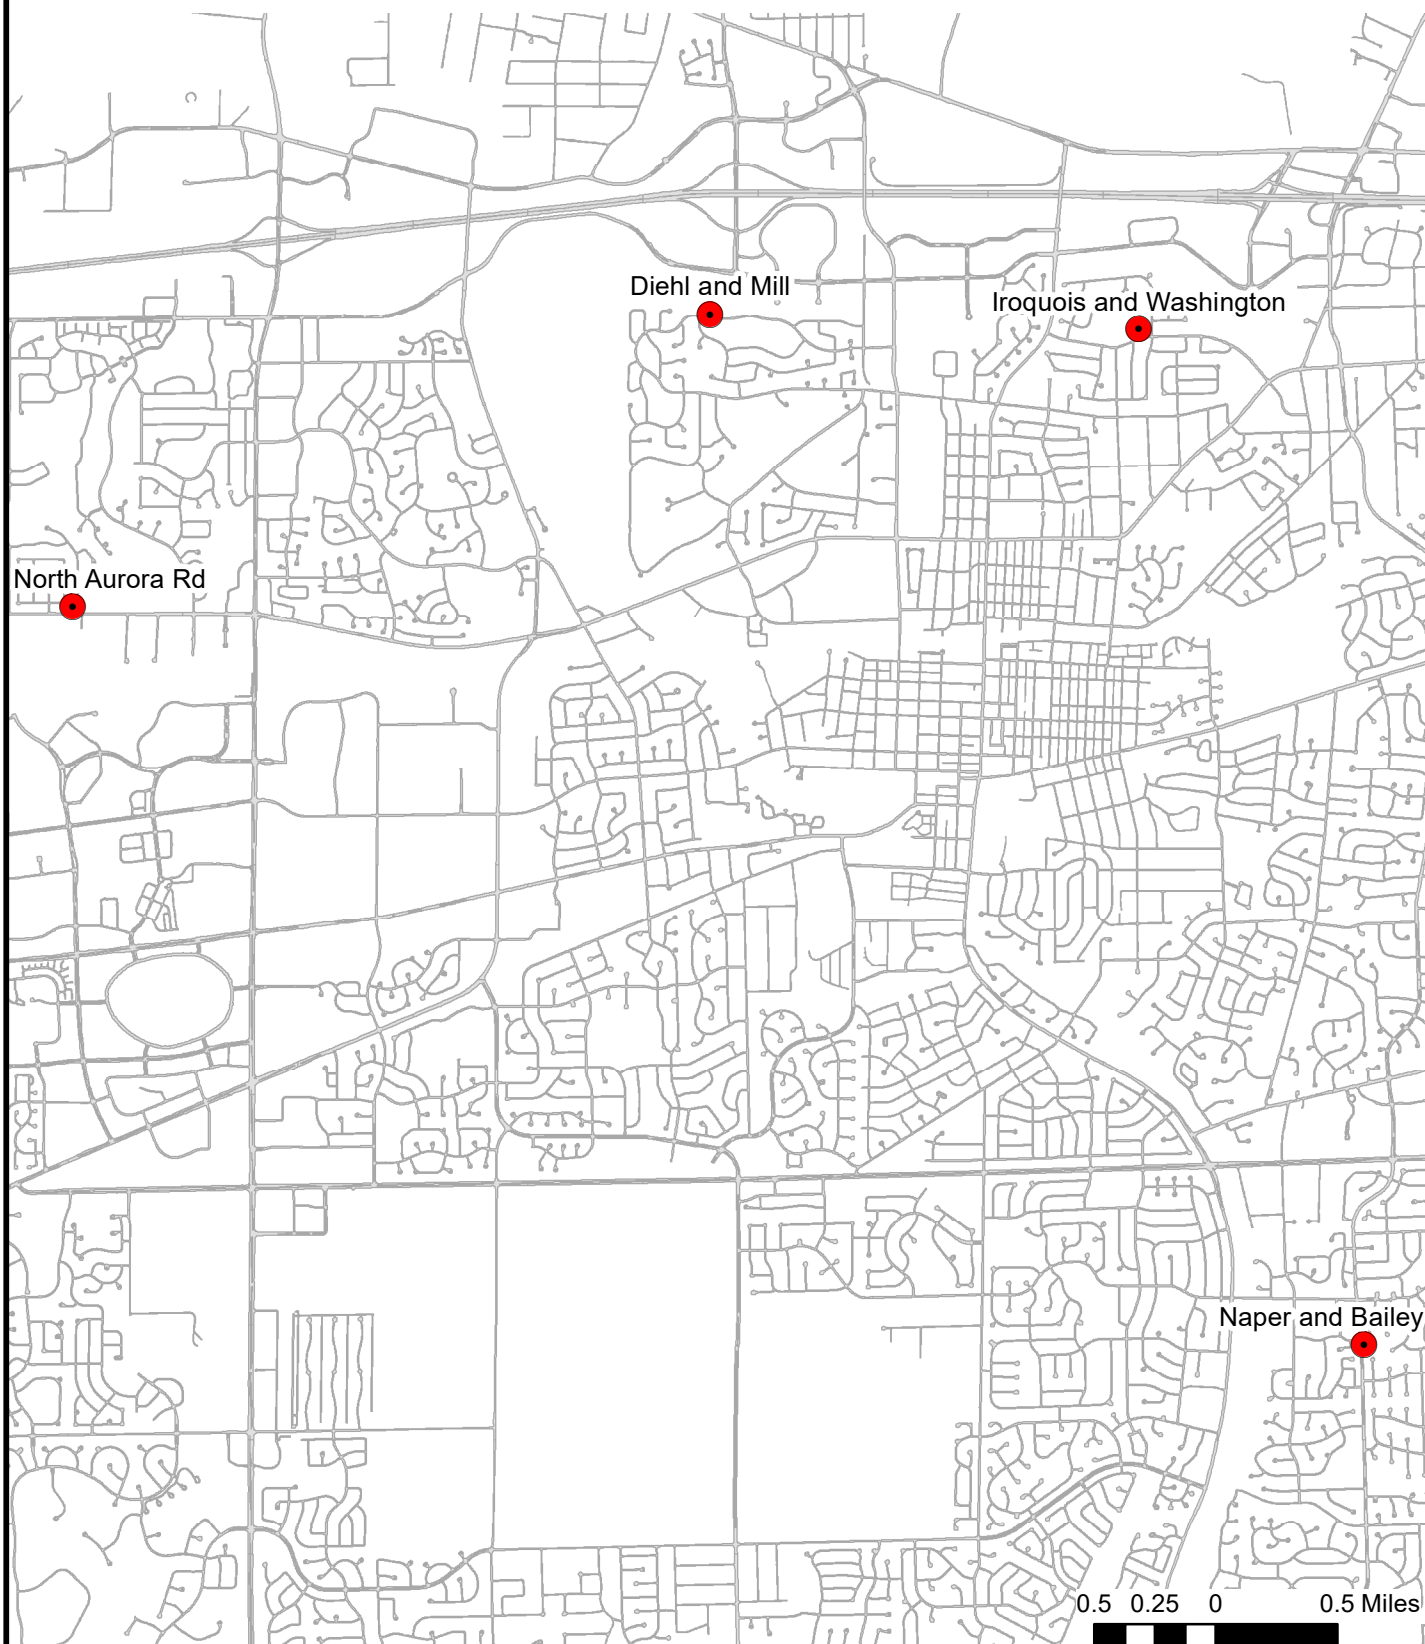 Diehl and Mill
Iroquois and Washington
North Aurora Rd
Naper and Bailey
0.5 0.25 0 0.5 Miles